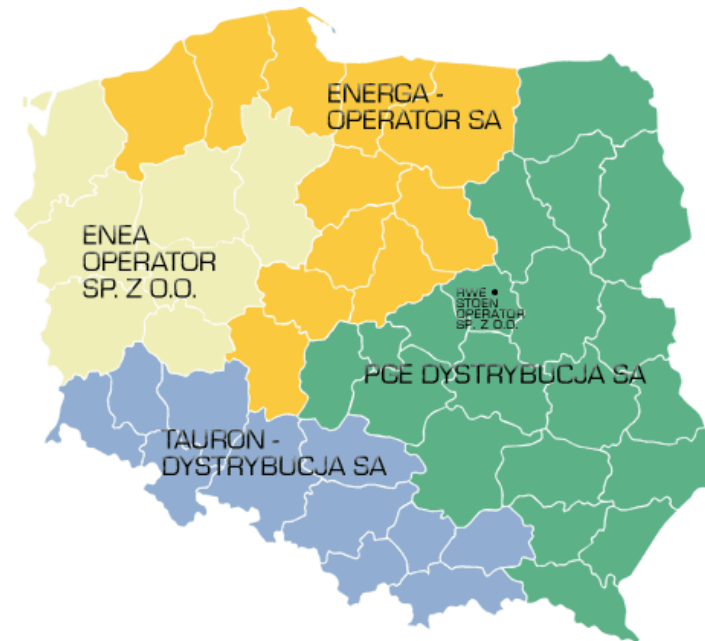 ENERGA -
OPERATOR SA
ENEA
OPERATOR
SP. Z O.O.
RWE
STOEN
OPERATOR
SP. Z O.O.
PGE DYSTRYBUCJA SA
TAURON -
DYSTRYBUCJA SA